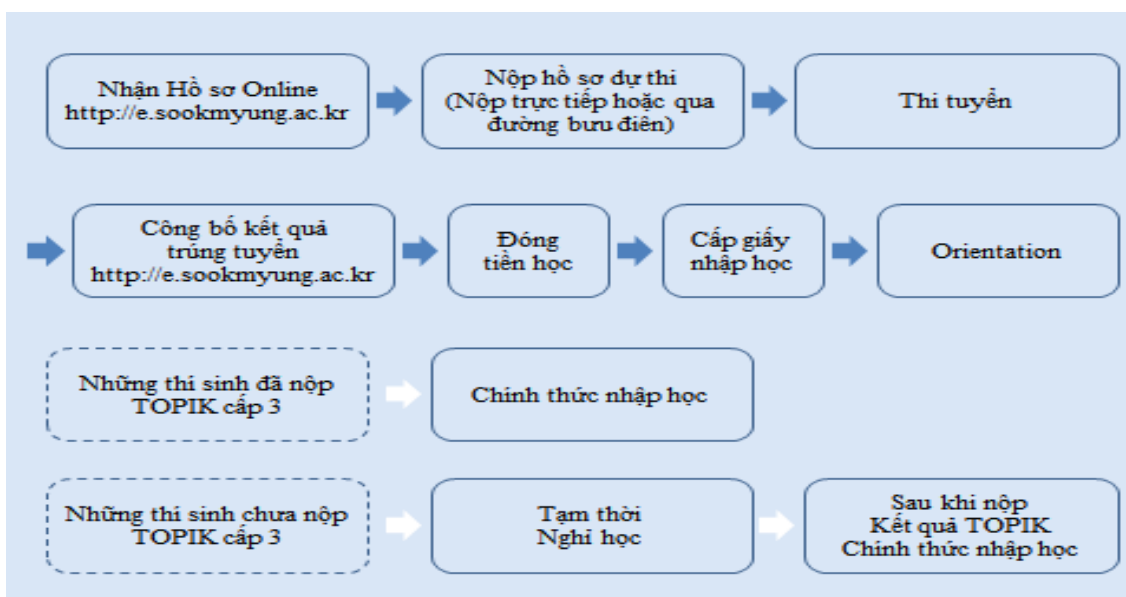 Nhận Hồ sơ Online
http://e.sookmyung.ac.kr
Nộp hồ sơ dự thi
(Nộp trực tiếp hoặc qua
đường bưu điên)
Thi tuyển
Công bố kết quả
trúng tuyển
http://e.sookmyung.ac.kr
Đóng
tiền học
Cấp giấy
nhập học
Orientation
Những thí sinh đã nộp
TOPIK cấp 3
Chính thức nhập học
Những thí sinh chưa nộp
TOPIK cấp 3
Tạm thời
Nghỉ học
Sau khi nộp
Kết quả TOPIK
Chính thức nhập học